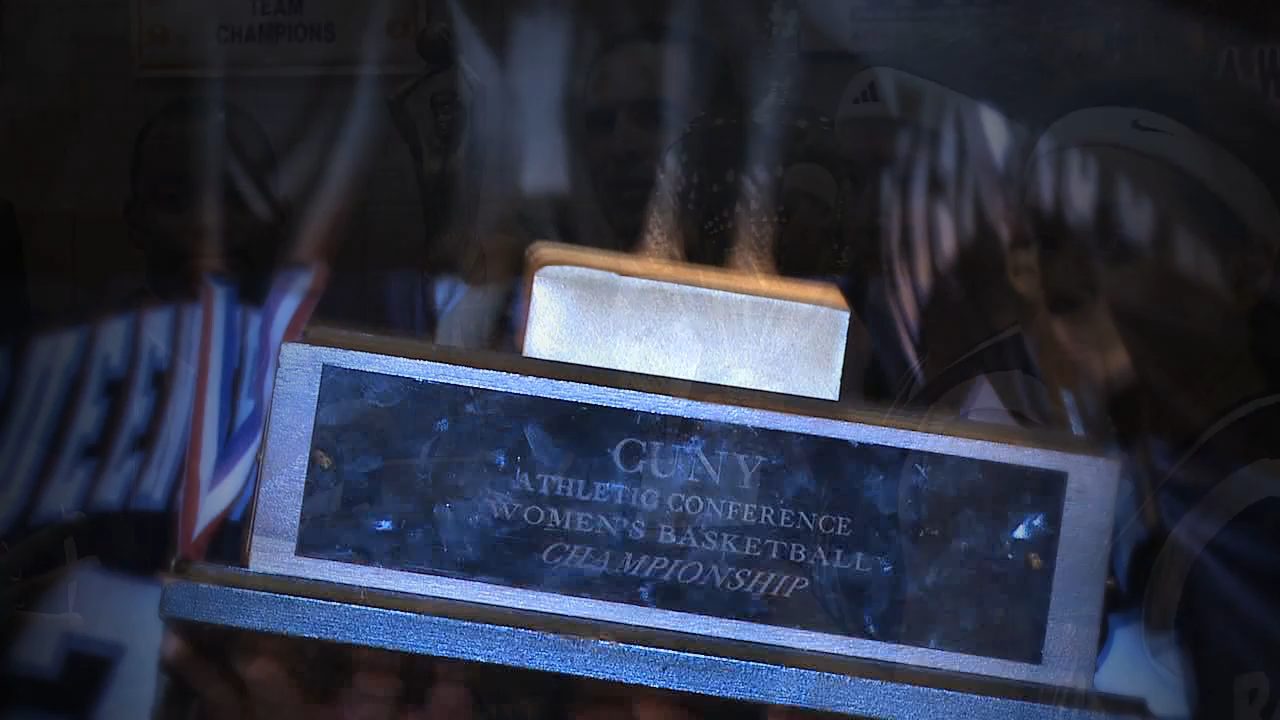 TEAM
CHAMPIONS
CUNY
ATHLETIC CONFERENCE
WOMEN'S BASKETBALL
CHAMPIONSHIP